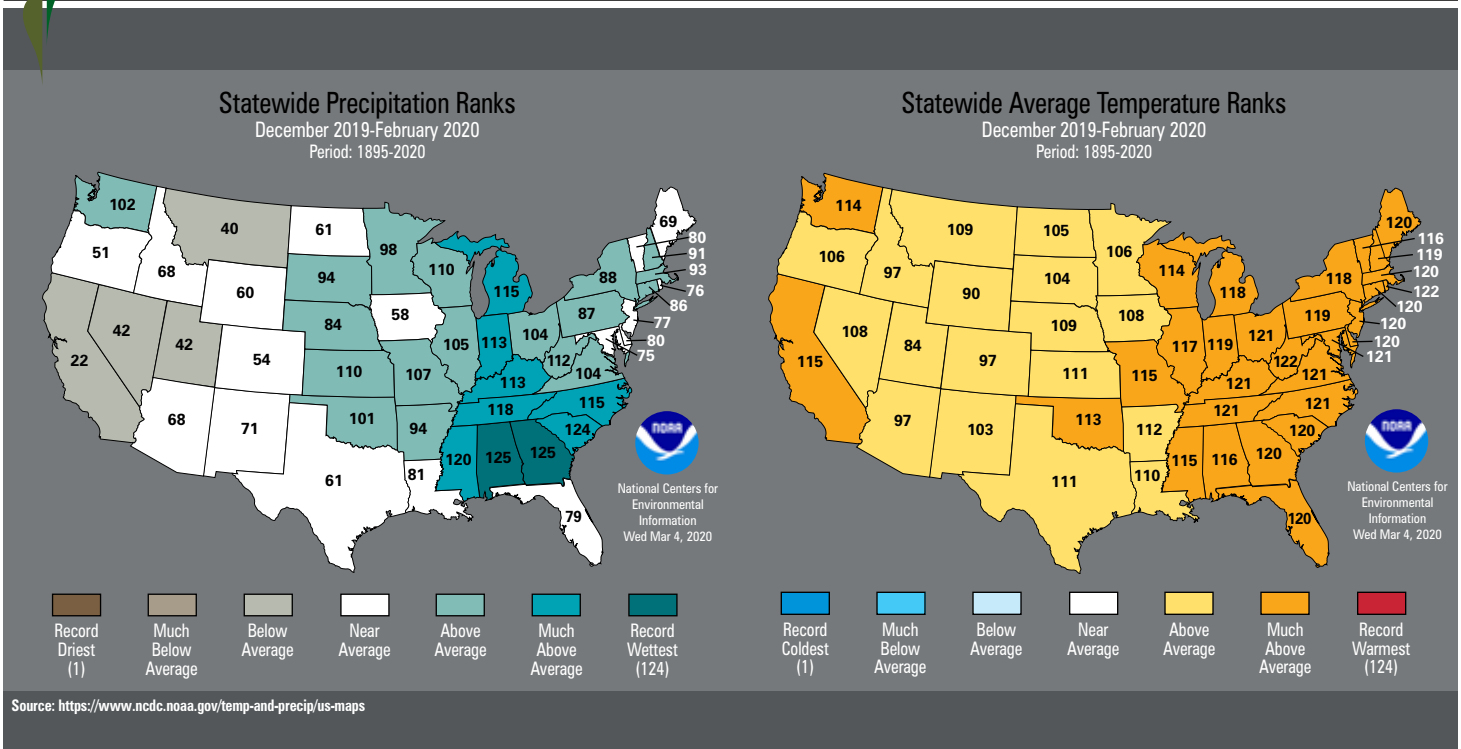 Statewide Precipitation Ranks
December 2019-February 2020
Period: 1895-2020
102
40
61
98
69
51
68
60
94
110
115
88
80
91
93
76
86
77
80
75
22
42
42
54
84
58
105
113
104
87
112
104
110
107
113
68
71
101
94
118
115
124
61
81
120
125
125
79
NOAA
National Centers for
Environmental
Information
Wed Mar 4, 2020
Record
Driest
(1)
Much
Below
Average
Below
Average
Near
Average
Above
Average
Much
Above
Average
Record
Wettest
(124)
Statewide Average Temperature Ranks
December 2019-February 2020
Period: 1895-2020
114
109
105
106
120
106
97
90
104
114
118
118
116
119
120
122
120
120
120
121
115
108
84
97
109
108
117
119
121
119
122
121
111
115
121
97
103
113
112
121
121
120
111
110
115
116
120
120
NOAA
National Centers for
Environmental
Information
Wed Mar 4, 2020
Record
Coldest
(1)
Much
Below
Average
Below
Average
Near
Average
Above
Average
Much
Above
Average
Record
Warmest
(124)
Source: https://www.ncdc.noaa.gov/temp-and-precip/us-maps